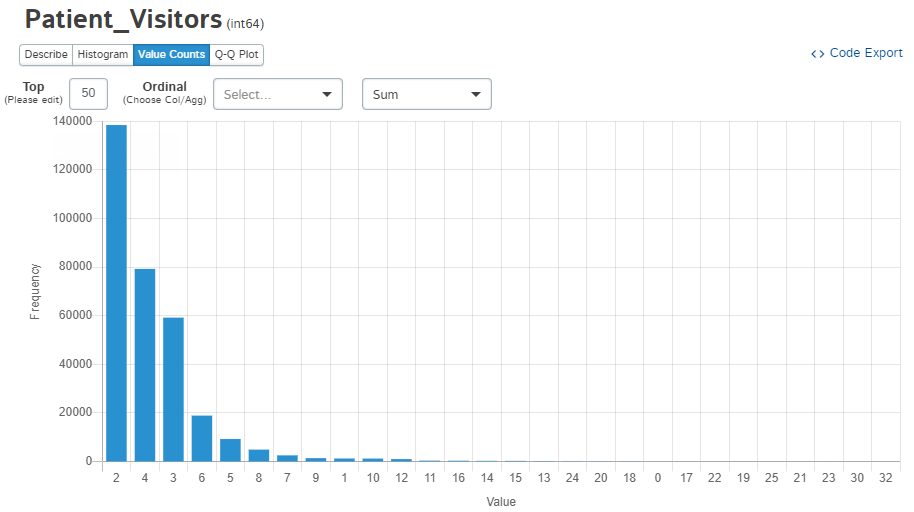 Patient_Visitors (int64)
Describe Histogram Value Counts Q-Q Plot
<> Code Export
Top
(Please edit)
50
Ordinal
(Choose Col/Agg)
Select...
Sum
140000
120000
100000
80000
60000
40000
20000
0
Frequency
2 4 3 6 5 8 7 9 1 10 12 11 16 14 15 13 24 20 18 0 17 22 19 25 21 23 30 32
Value